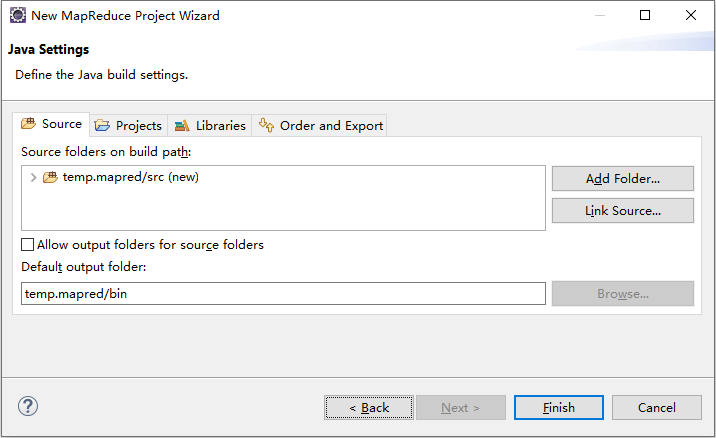 New MapReduce Project Wizard
Java Settings
Define the Java build settings.
Source Projects Libraries Order and Export
Source folders on build path:
temp.mapred/src (new)
Add Folder...
Link Source...
Allow output folders for source folders
Default output folder:
temp.mapred/bin
Browse...
?
< Back Next > Finish Cancel